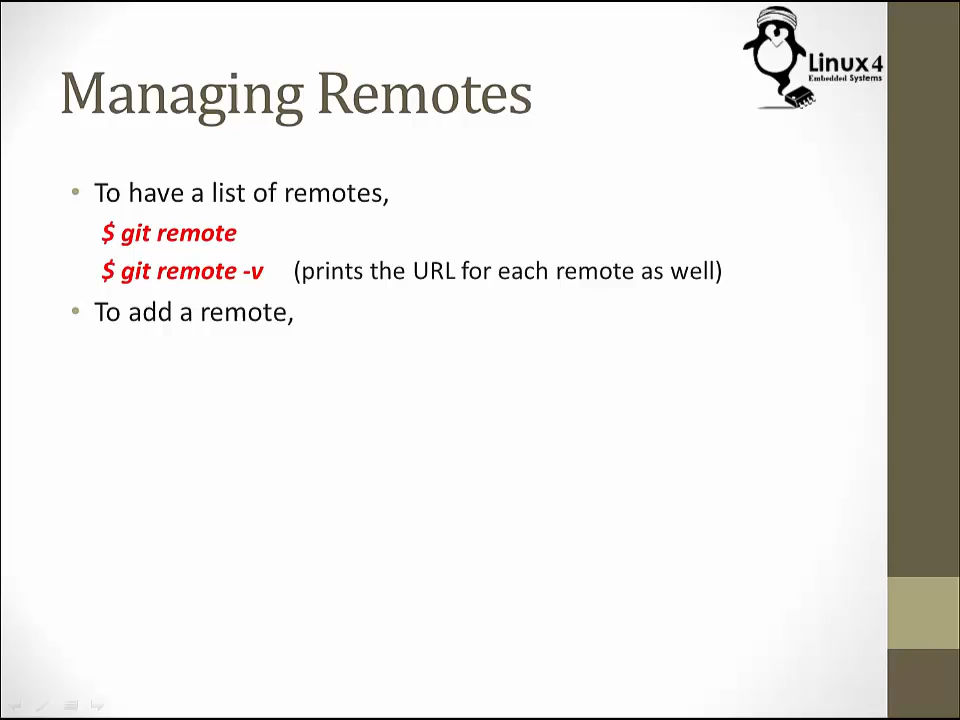 Linux4
Embedded Systems
Managing Remotes
• To have a list of remotes,
$ git remote
$ git remote -v (prints the URL for each remote as well)
• To add a remote,